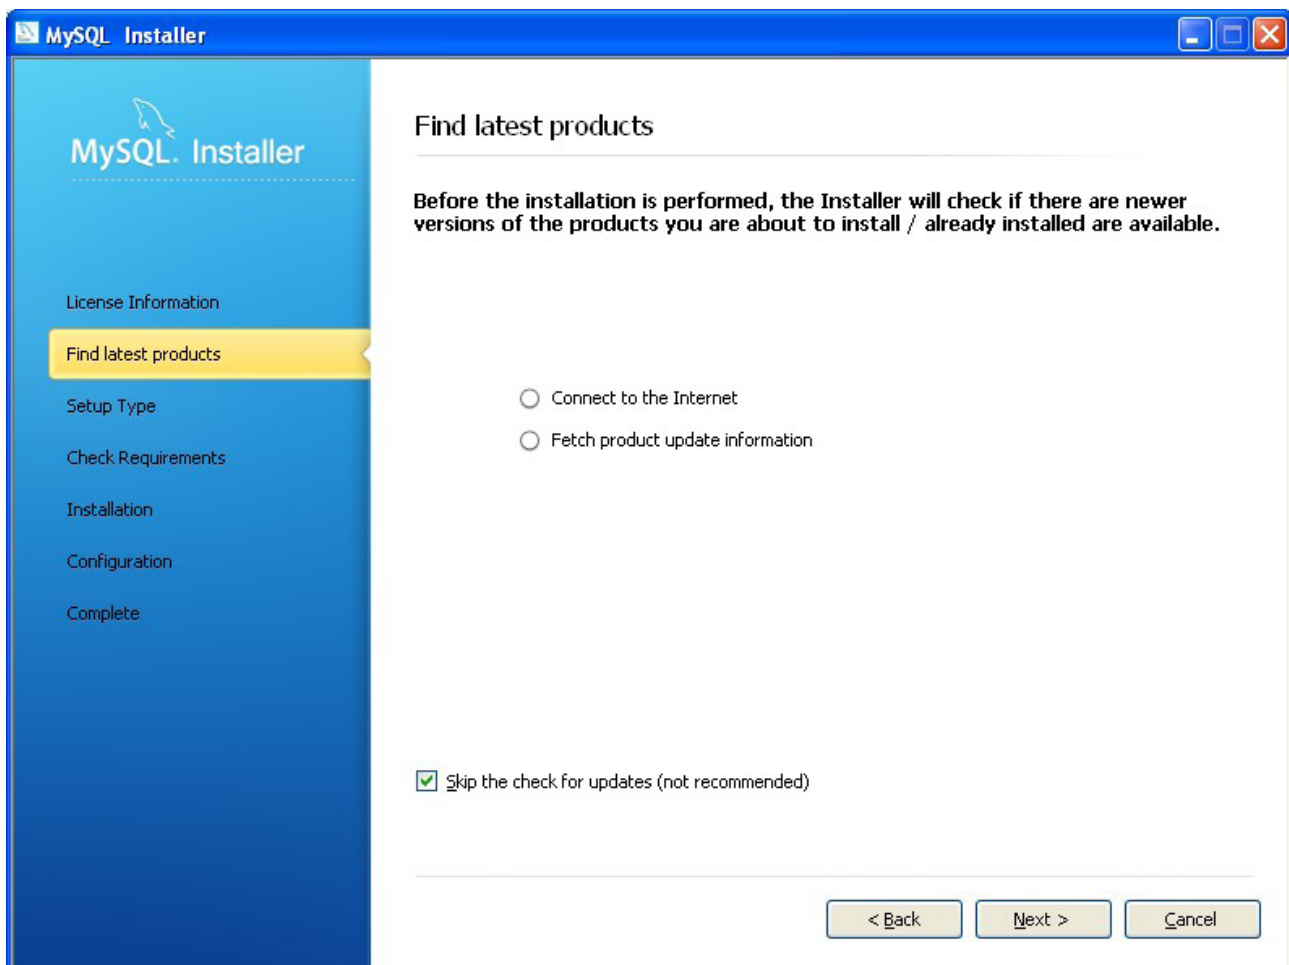 MySQL Installer
MySQL. Installer
Find latest products
Before the installation is performed, the Installer will check if there are newer
versions of the products you are about to install / already installed are available.
License Information
Find latest products
Setup Type
Check Requirements
Installation
Configuration
Complete
Connect to the Internet
Fetch product update information
Skip the check for updates (not recommended)
< Back
Next >
Cancel